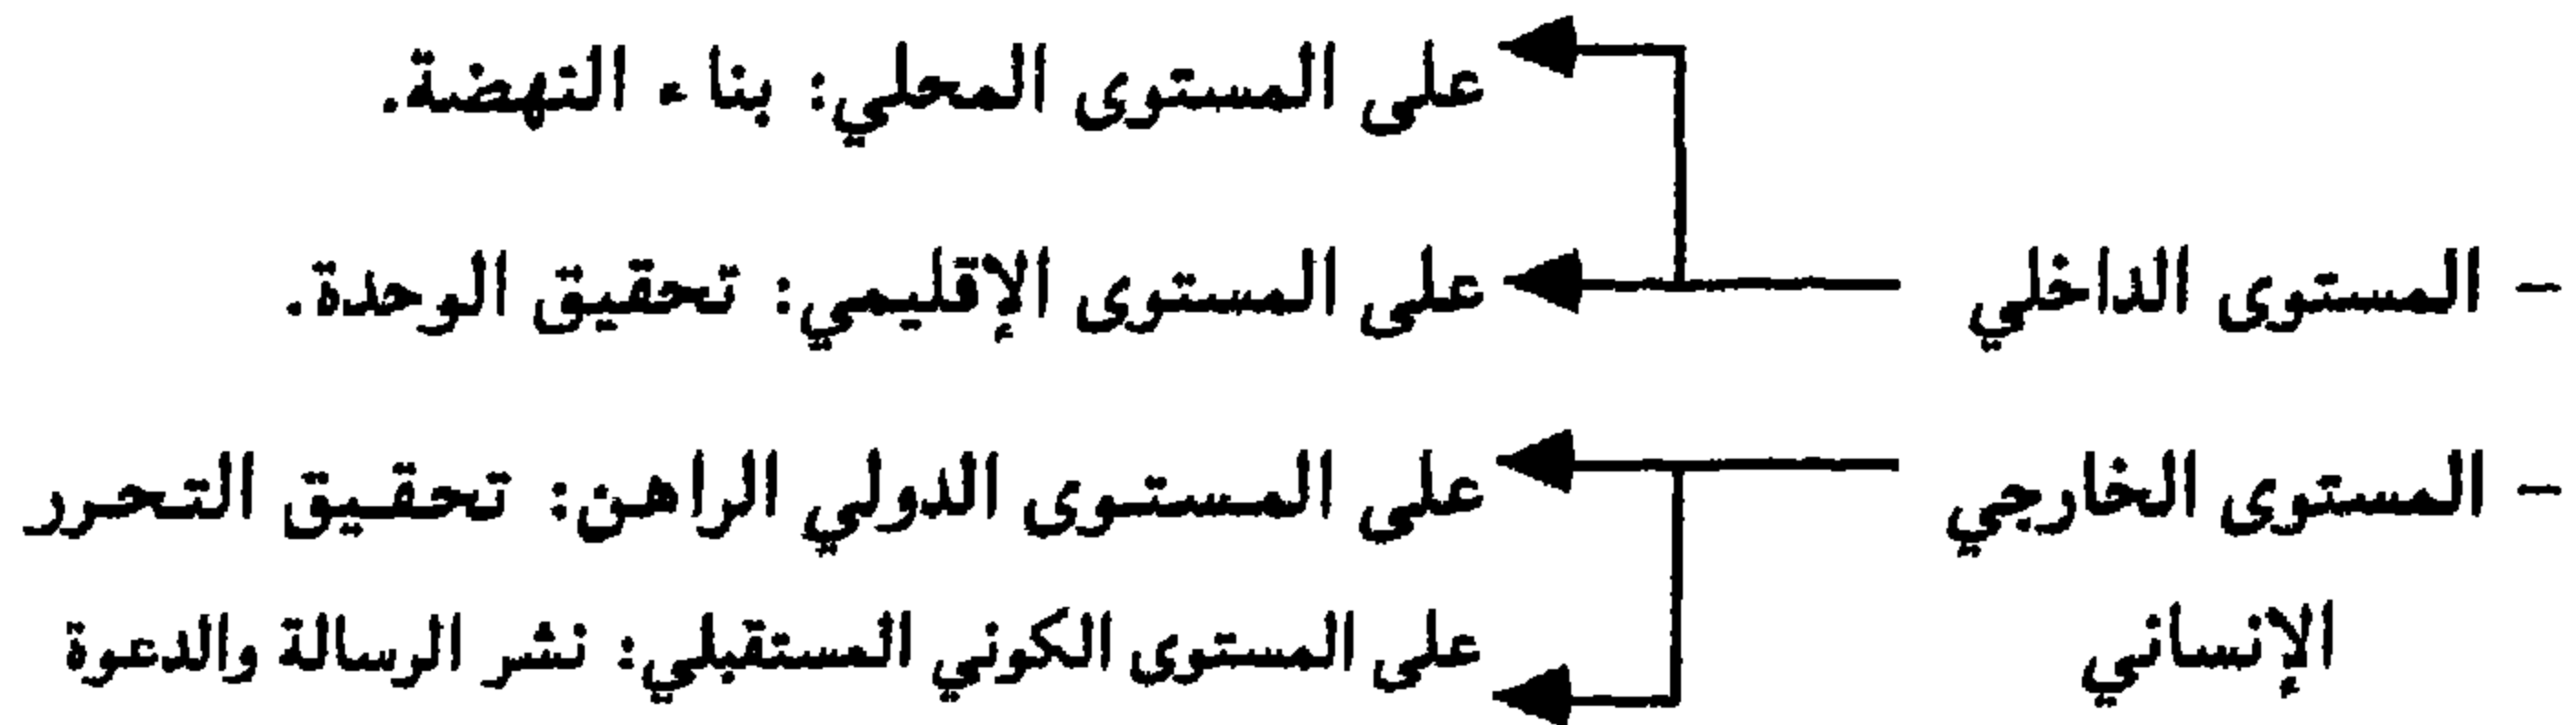 على المستوى المحلي: بناء النهضة.
– المستوى الداخلي
على المستوى الإقليمي: تحقيق الوحدة.
– المستوى الخارجي
على المستوى الدولي الراهن: تحقيق التحرر
الإنساني
على المستوى الكوني المستقبلي: نشر الرسالة والدعوة